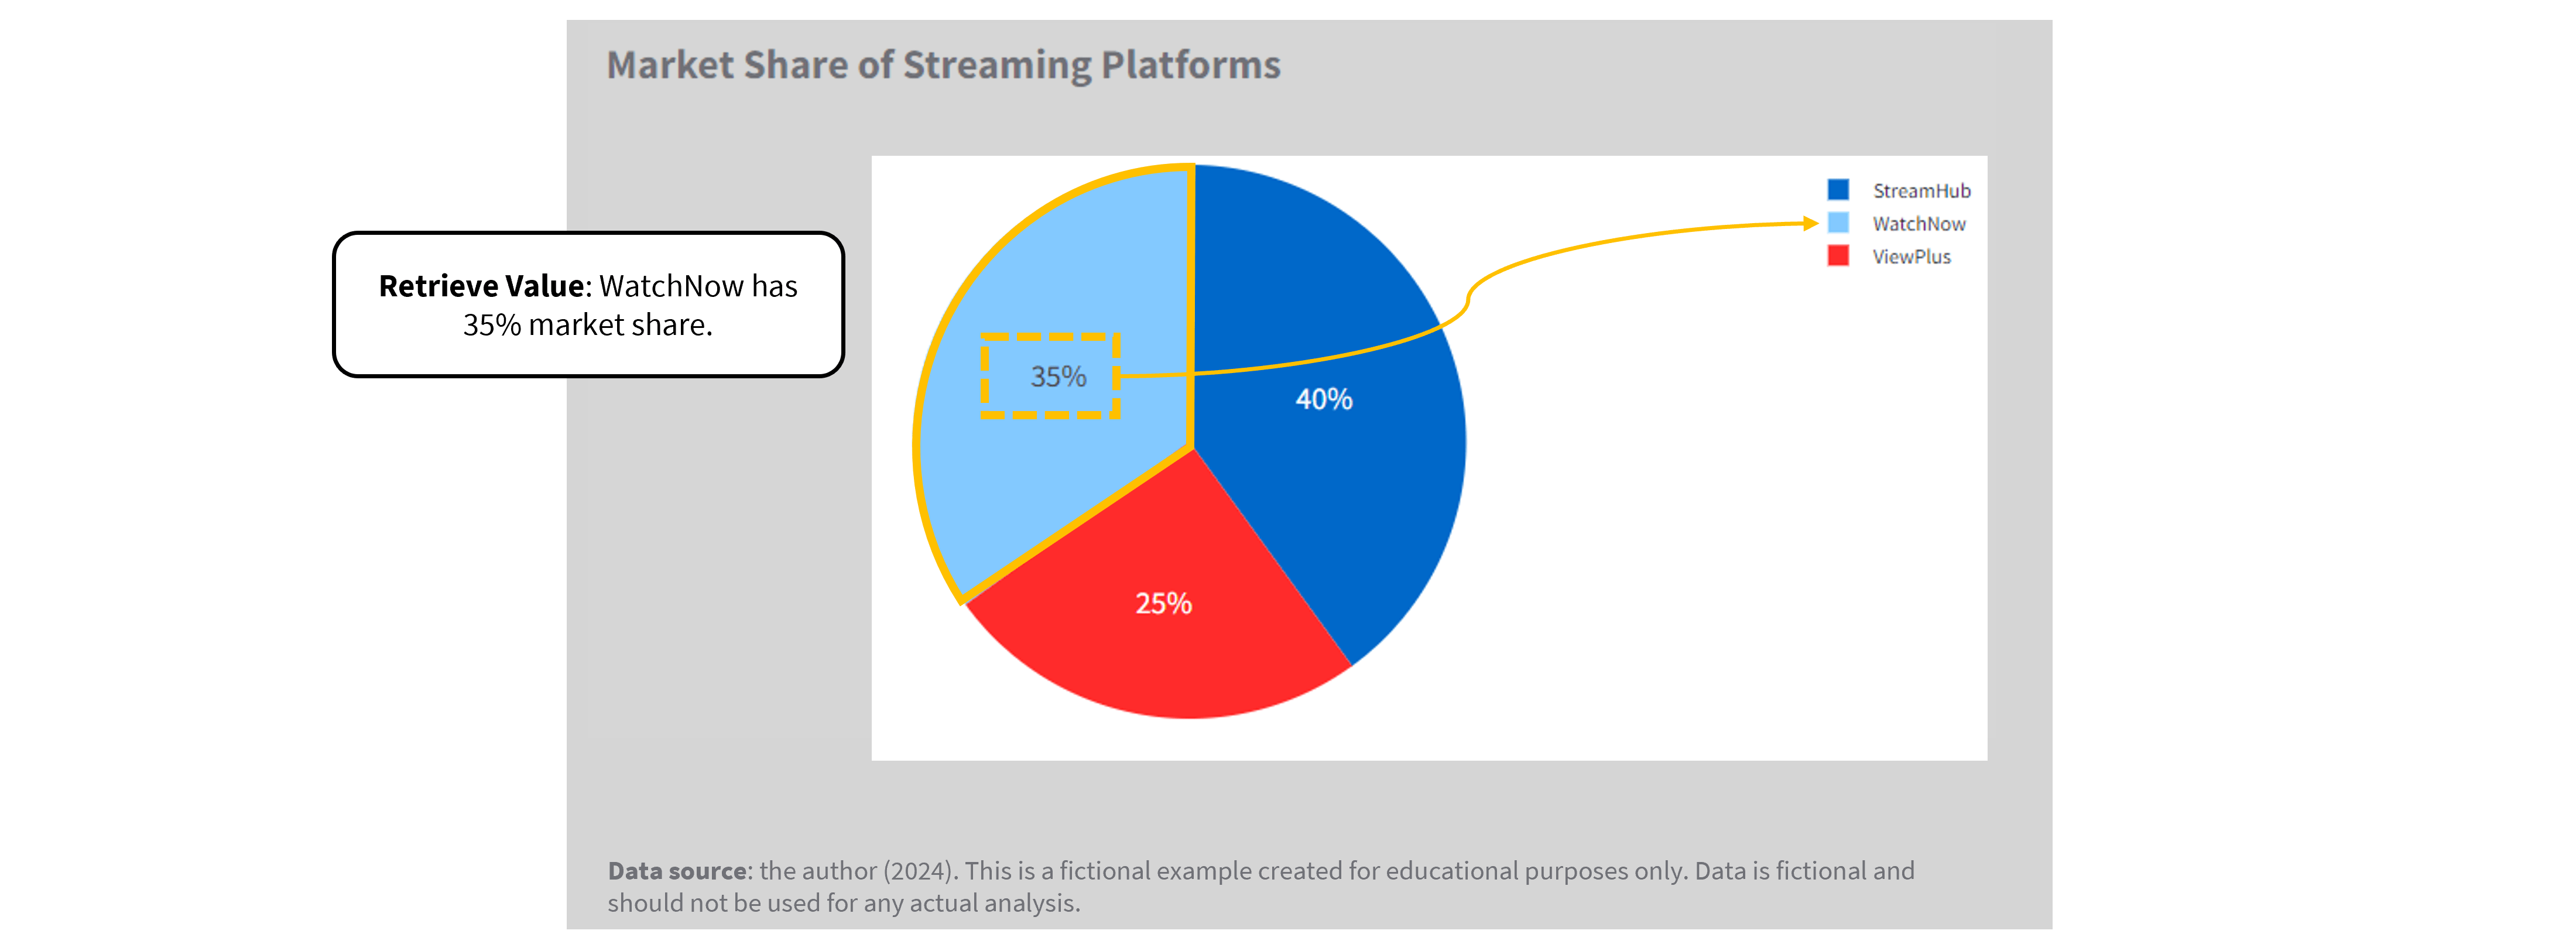 Market Share of Streaming Platforms
StreamHub
WatchNow
ViewPlus
Retrieve Value: WatchNow has
35% market share.
35%
40%
25%
Data source: the author (2024). This is a fictional example created for educational purposes only. Data is fictional and
should not be used for any actual analysis.